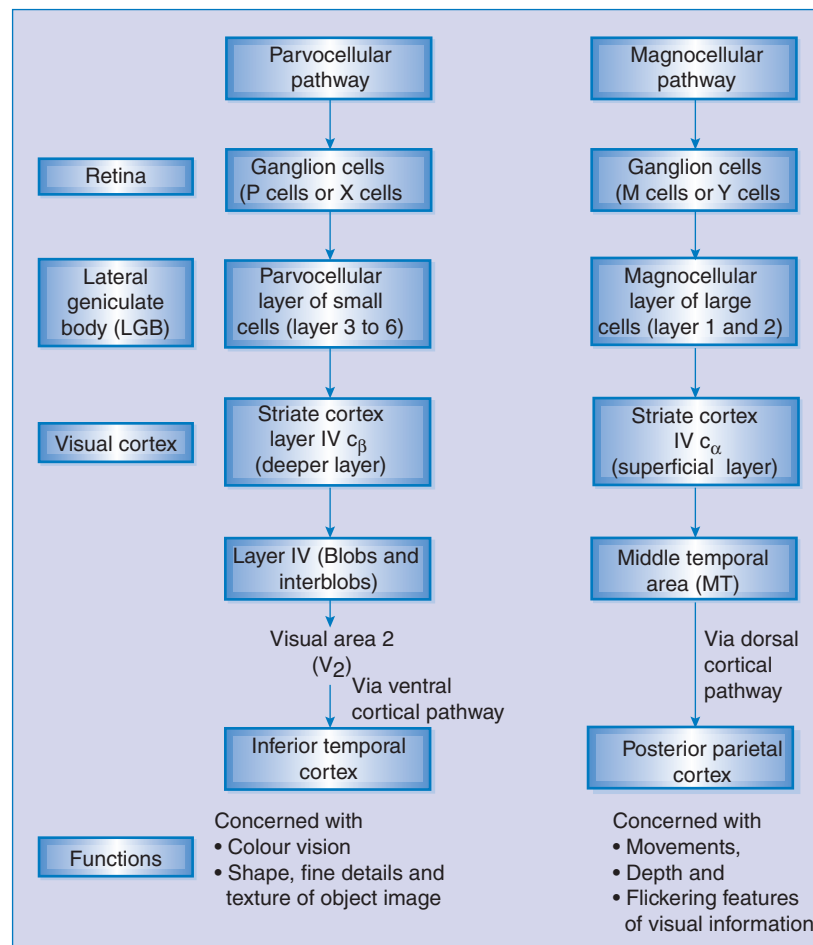 Parvocellular
pathway
Magnocellular
pathway
Retina
Ganglion cells
(P cells or X cells
Ganglion cells
(M cells or Y cells
Lateral
geniculate
body (LGB)
Parvocellular
layer of small
cells (layer 3 to 6)
Magnocellular
layer of large
cells (layer 1 and 2)
Visual cortex
Striate cortex
layer IV cβ
(deeper layer)
Striate cortex
IV cα
(superficial layer)
Layer IV (Blobs and
interblobs)
Middle temporal
area (MT)
Visual area 2
(V2)
Via ventral
cortical pathway
Via dorsal
cortical
pathway
Inferior temporal
cortex
Posterior parietal
cortex
Functions
Concerned with
• Colour vision
• Shape, fine details and
texture of object image
Concerned with
• Movements,
• Depth and
• Flickering features
of visual information